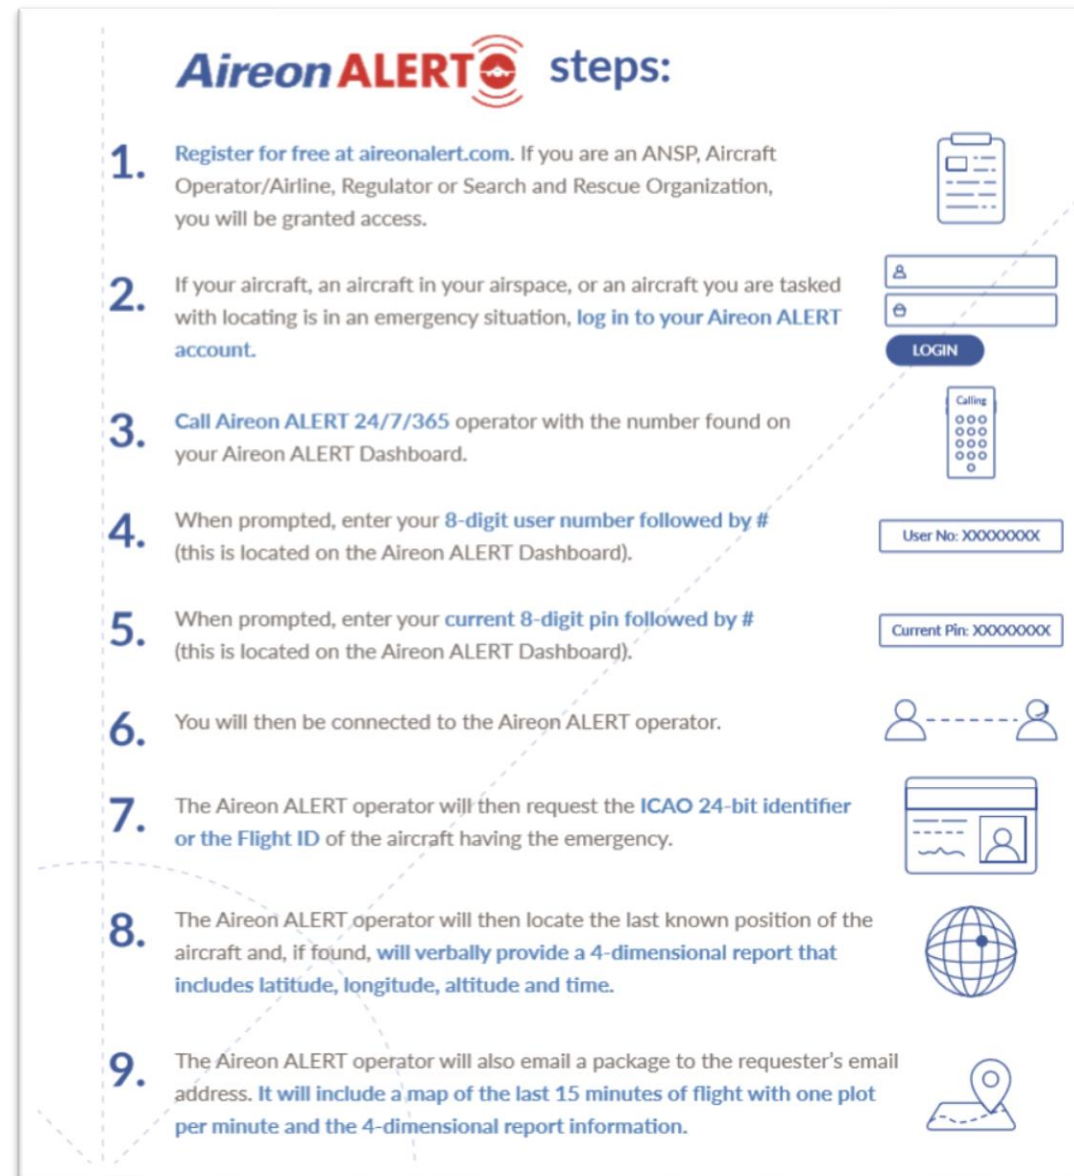 Aireon ALERT steps:
1. Register for free at aireonalert.com. If you are an ANSP, Aircraft
Operator/Airline, Regulator or Search and Rescue Organization,
you will be granted access.
2. If your aircraft, an aircraft in your airspace, or an aircraft you are tasked
with locating is in an emergency situation, log in to your Aireon ALERT
account.
LOGIN
3. Call Aireon ALERT 24/7/365 operator with the number found on
your Aireon ALERT Dashboard.
Calling
4. When prompted, enter your 8-digit user number followed by #
(this is located on the Aireon ALERT Dashboard).
User No: XXXXXXXX
5. When prompted, enter your current 8-digit pin followed by #
(this is located on the Aireon ALERT Dashboard).
Current Pin: XXXXXXXX
6. You will then be connected to the Aireon ALERT operator.
7. The Aireon ALERT operator will then request the ICAO 24-bit identifier
or the Flight ID of the aircraft having the emergency.
8. The Aireon ALERT operator will then locate the last known position of the
aircraft and, if found, will verbally provide a 4-dimensional report that
includes latitude, longitude, altitude and time.
9. The Aireon ALERT operator will also email a package to the requester's email
address. It will include a map of the last 15 minutes of flight with one plot
per minute and the 4-dimensional report information.